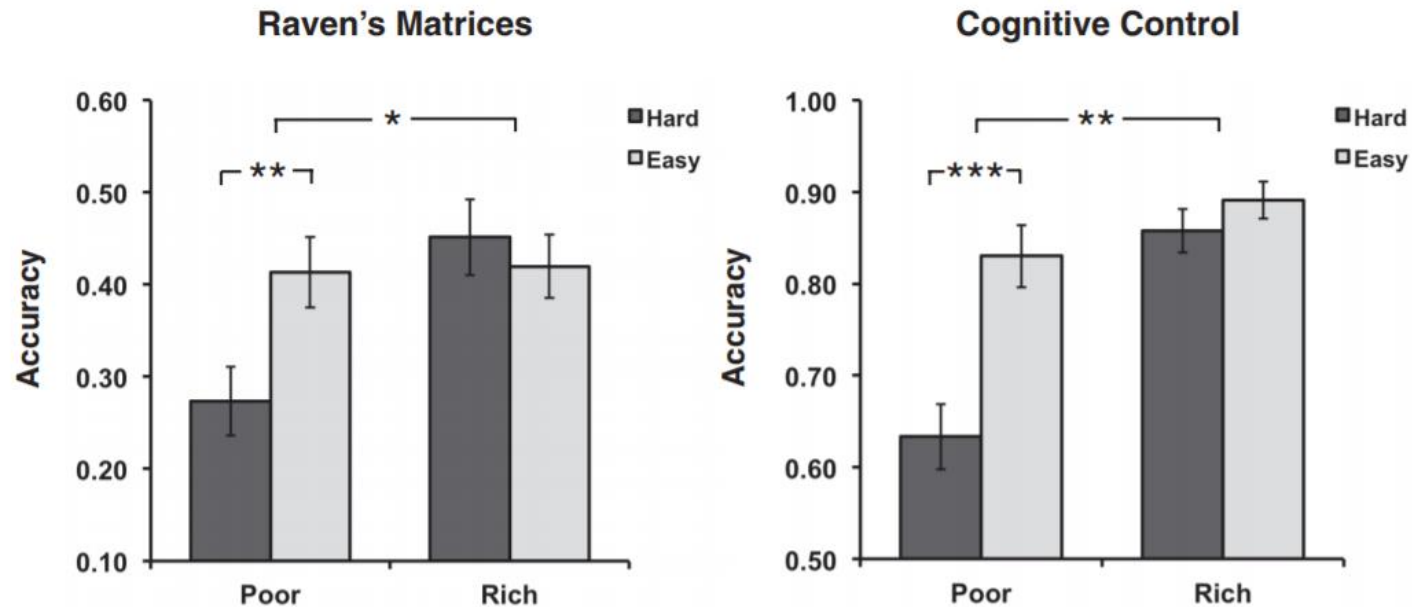 Raven's Matrices
Accuracy
0.60
0.50
0.40
0.30
0.20
0.10
*
**
Hard
Easy
Poor Rich
Cognitive Control
Accuracy
1.00
0.90
0.80
0.70
0.60
0.50
**
***
Hard
Easy
Poor Rich